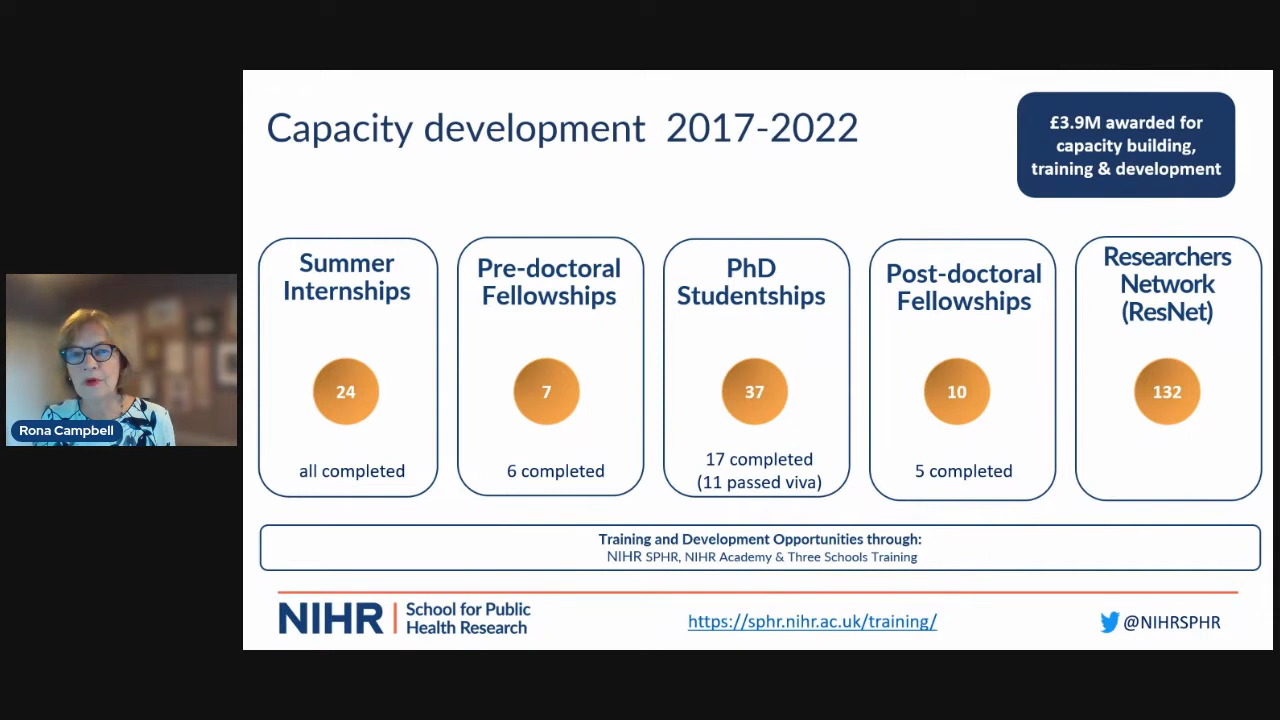 Capacity development 2017-2022
£3.9M awarded for
capacity building,
training & development
Summer
Internships
24
all completed
Pre-doctoral
Fellowships
7
6 completed
PhD
Studentships
37
17 completed
(11 passed viva)
Post-doctoral
Fellowships
10
5 completed
Researchers
Network
(ResNet)
132
Rona Campbell
Training and Development Opportunities through:
NIHR SPHR, NIHR Academy & Three Schools Training
NIHR | School for Public
Health Research
https://sphr.nihr.ac.uk/training/
@NIHRSPHR